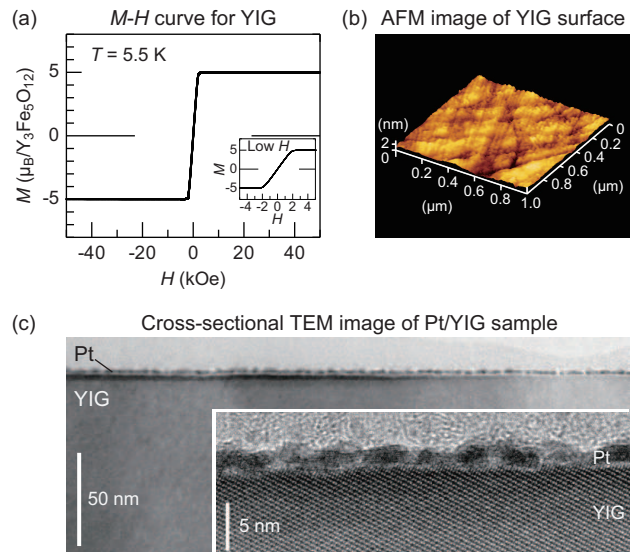 (a) M-H curve for YIG
T = 5.5 K
M (μB/Y3Fe5O12)
5
0
-5
-40 -20 0 20 40
H (kOe)
Low H
M
5
0
-5
-4 -2 0 2 4
H
(b) AFM image of YIG surface
(nm)
2
0
0.2
0.4
0.6
0.8
1.0
(μm)
0
0.2
0.4
0.6
0.8
(μm)
(c) Cross-sectional TEM image of Pt/YIG sample
Pt
YIG
50 nm
Pt
YIG
5 nm